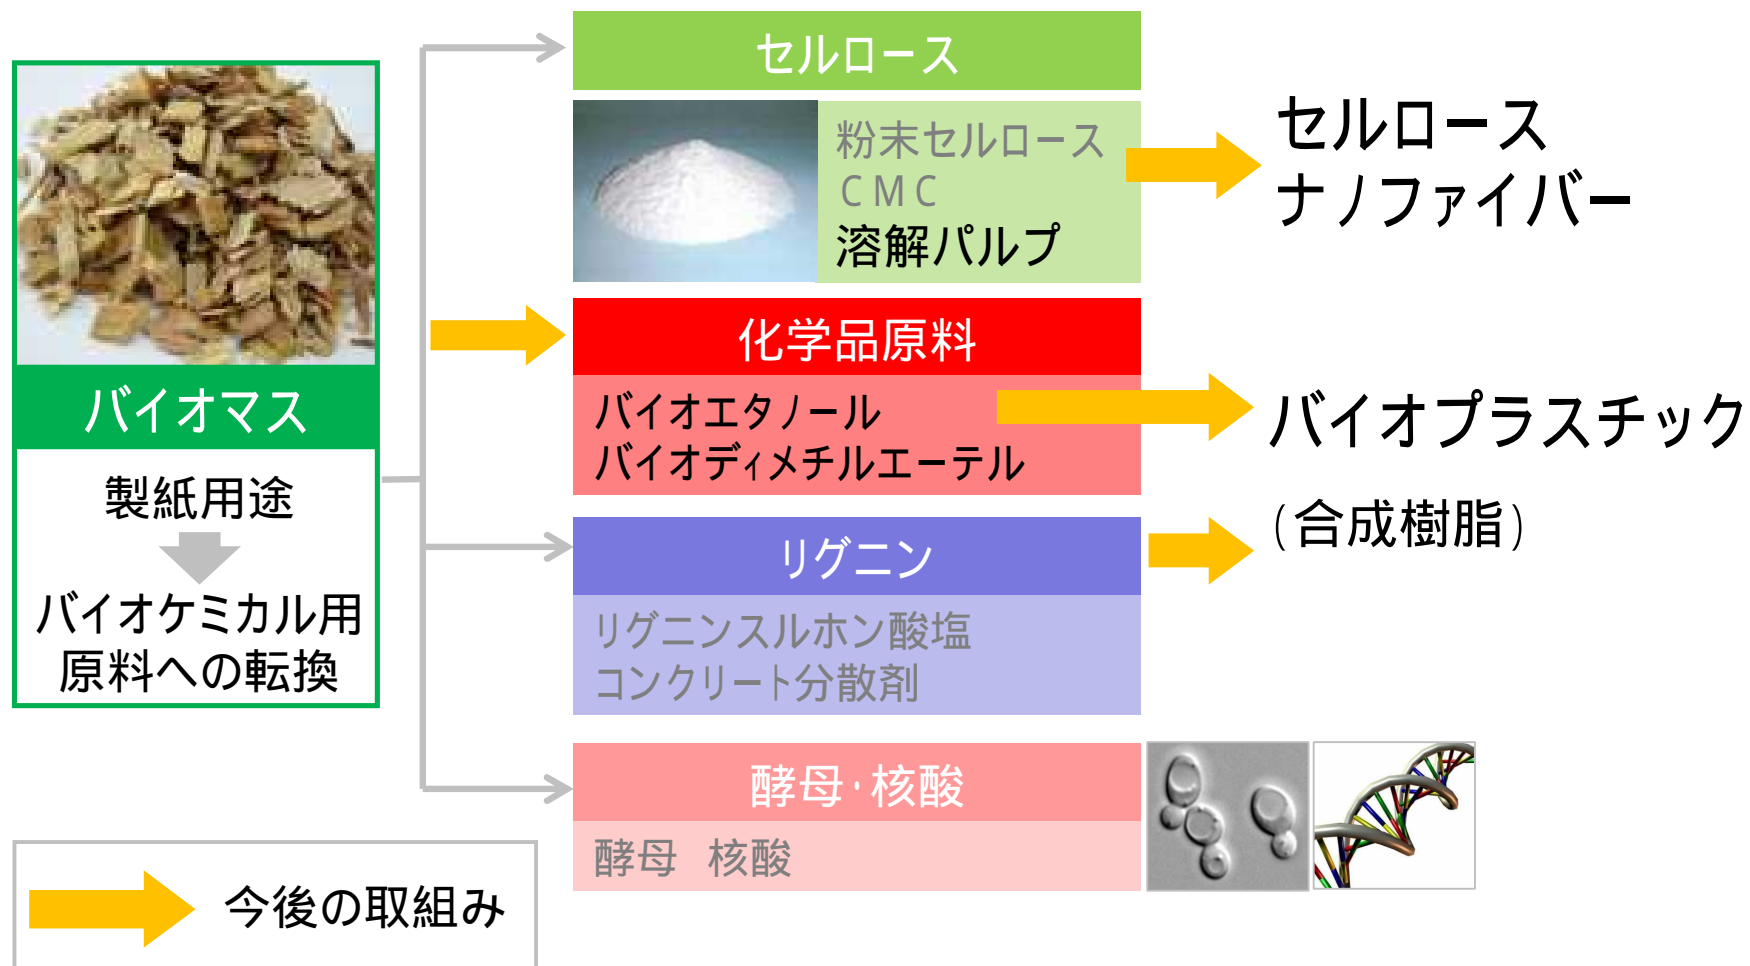 バイオマス
製紙用途
バイオケミカル用
原料への転換
セルロース
粉末セルロース
ＣＭＣ
溶解パルプ
セルロース
ナノファイバー
化学品原料
バイオエタノール
バイオディメチルエーテル
バイオプラスチック
(合成樹脂)
リグニン
リグニンスルホン酸塩
コンクリート分散剤
酵母・核酸
酵母　核酸
今後の取組み